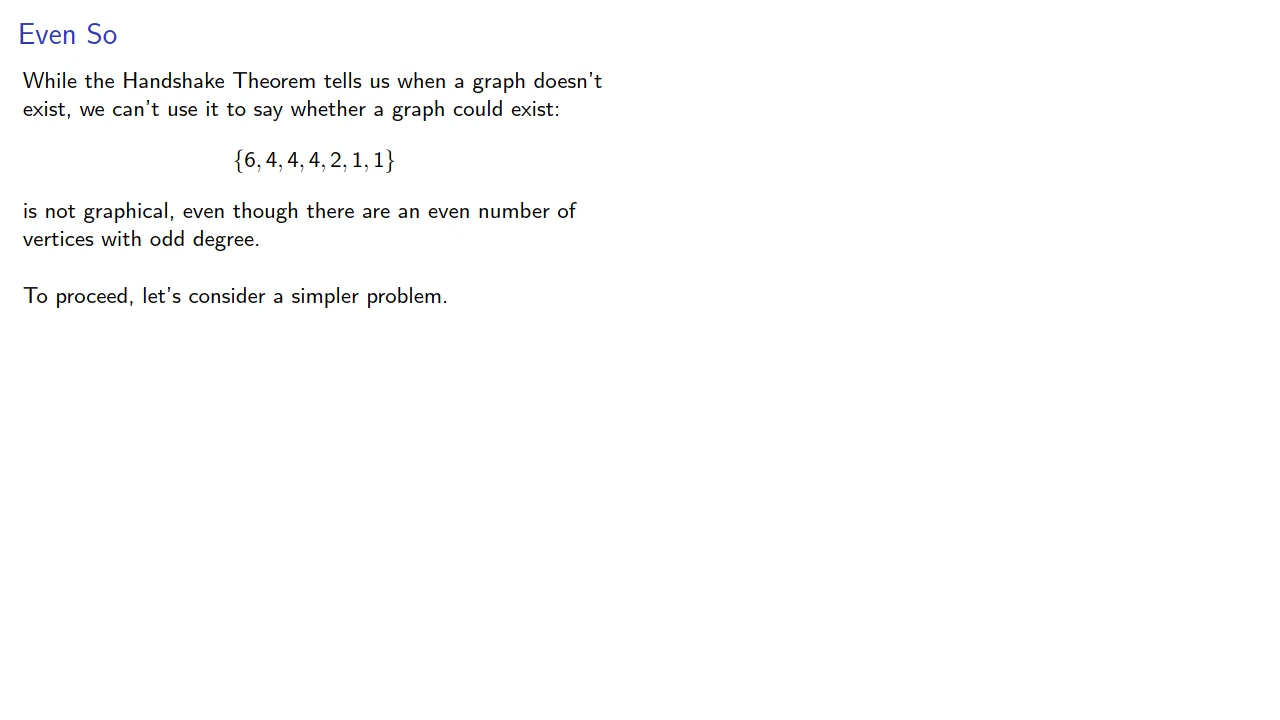 Even So
While the Handshake Theorem tells us when a graph doesn't
exist, we can't use it to say whether a graph could exist:
{6, 4, 4, 4, 2, 1, 1}
is not graphical, even though there are an even number of
vertices with odd degree.
To proceed, let's consider a simpler problem.